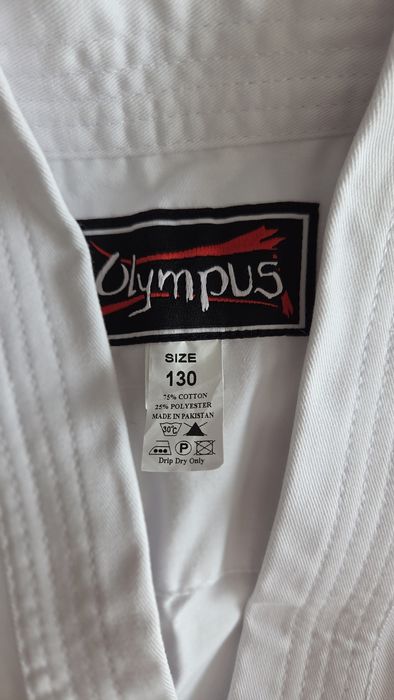 Olympus
SIZE
130
75% COTTON
25% POLYESTER
MADE IN PAKISTAN
30°C
P
Drip Dry Only